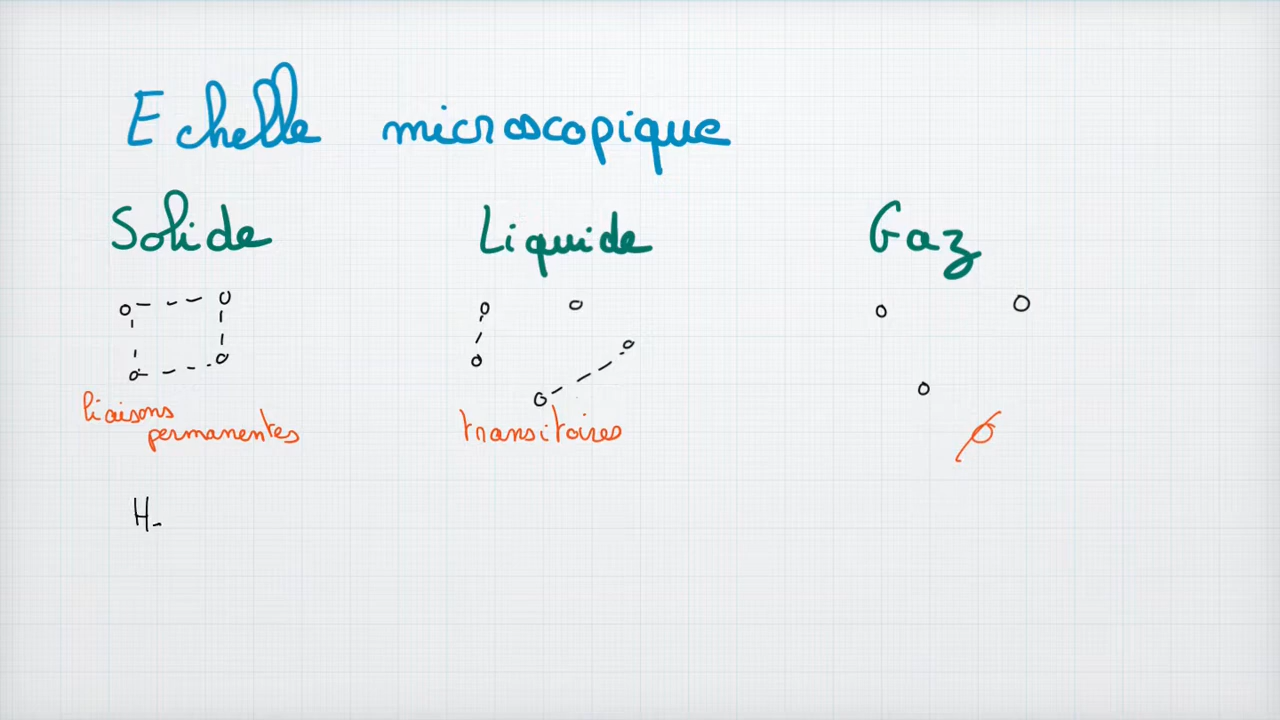 Echelle microscopique
Solide Liquide Gaz
liaisons
permanentes transitoires ∅
H-